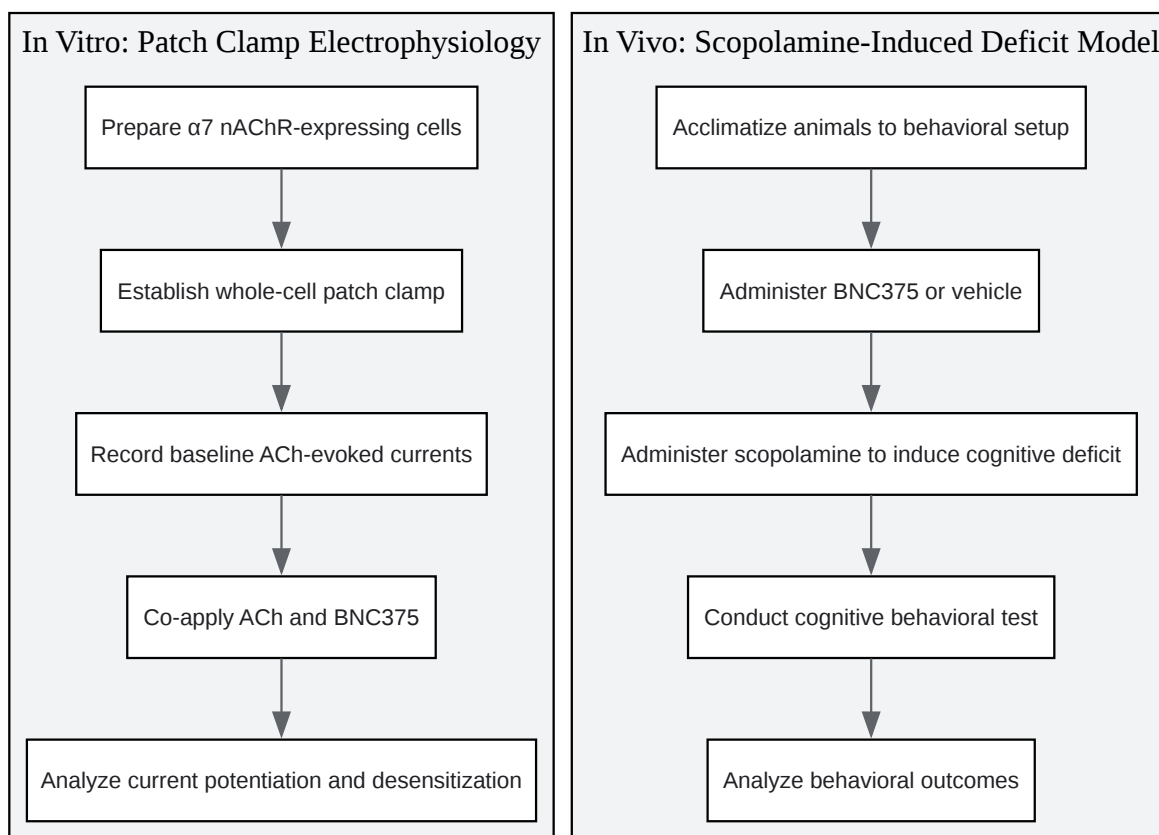 In Vitro: Patch Clamp Electrophysiology
Prepare α7 nAChR-expressing cells
Establish whole-cell patch clamp
Record baseline ACh-evoked currents
Co-apply ACh and BNC375
Analyze current potentiation and desensitization
In Vivo: Scopolamine-Induced Deficit Model
Acclimatize animals to behavioral setup
Administer BNC375 or vehicle
Administer scopolamine to induce cognitive deficit
Conduct cognitive behavioral test
Analyze behavioral outcomes